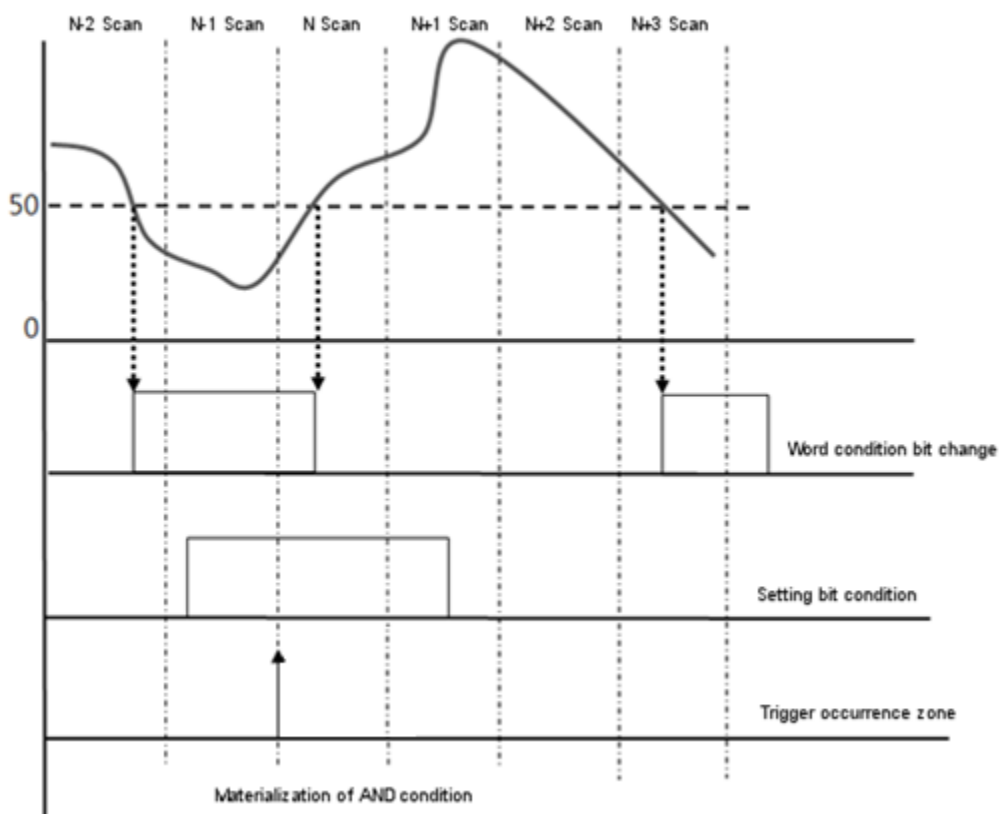 N-2 Scan N-1 Scan N Scan N+1 Scan N+2 Scan N+3 Scan
50
0
Word condition bit change
Setting bit condition
Trigger occurrence zone
Materialization of AND condition